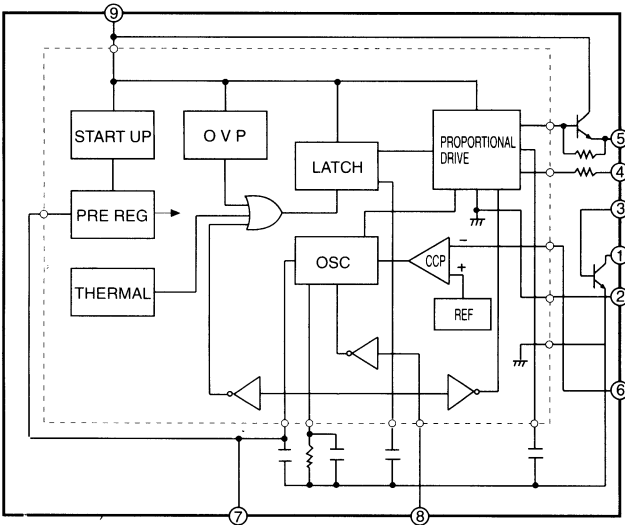 9
START UP
O V P
LATCH
PROPORTIONAL
DRIVE
5
4
PRE REG
3
THERMAL
OSC
CCP
−
+
REF
1
2
6
7
8